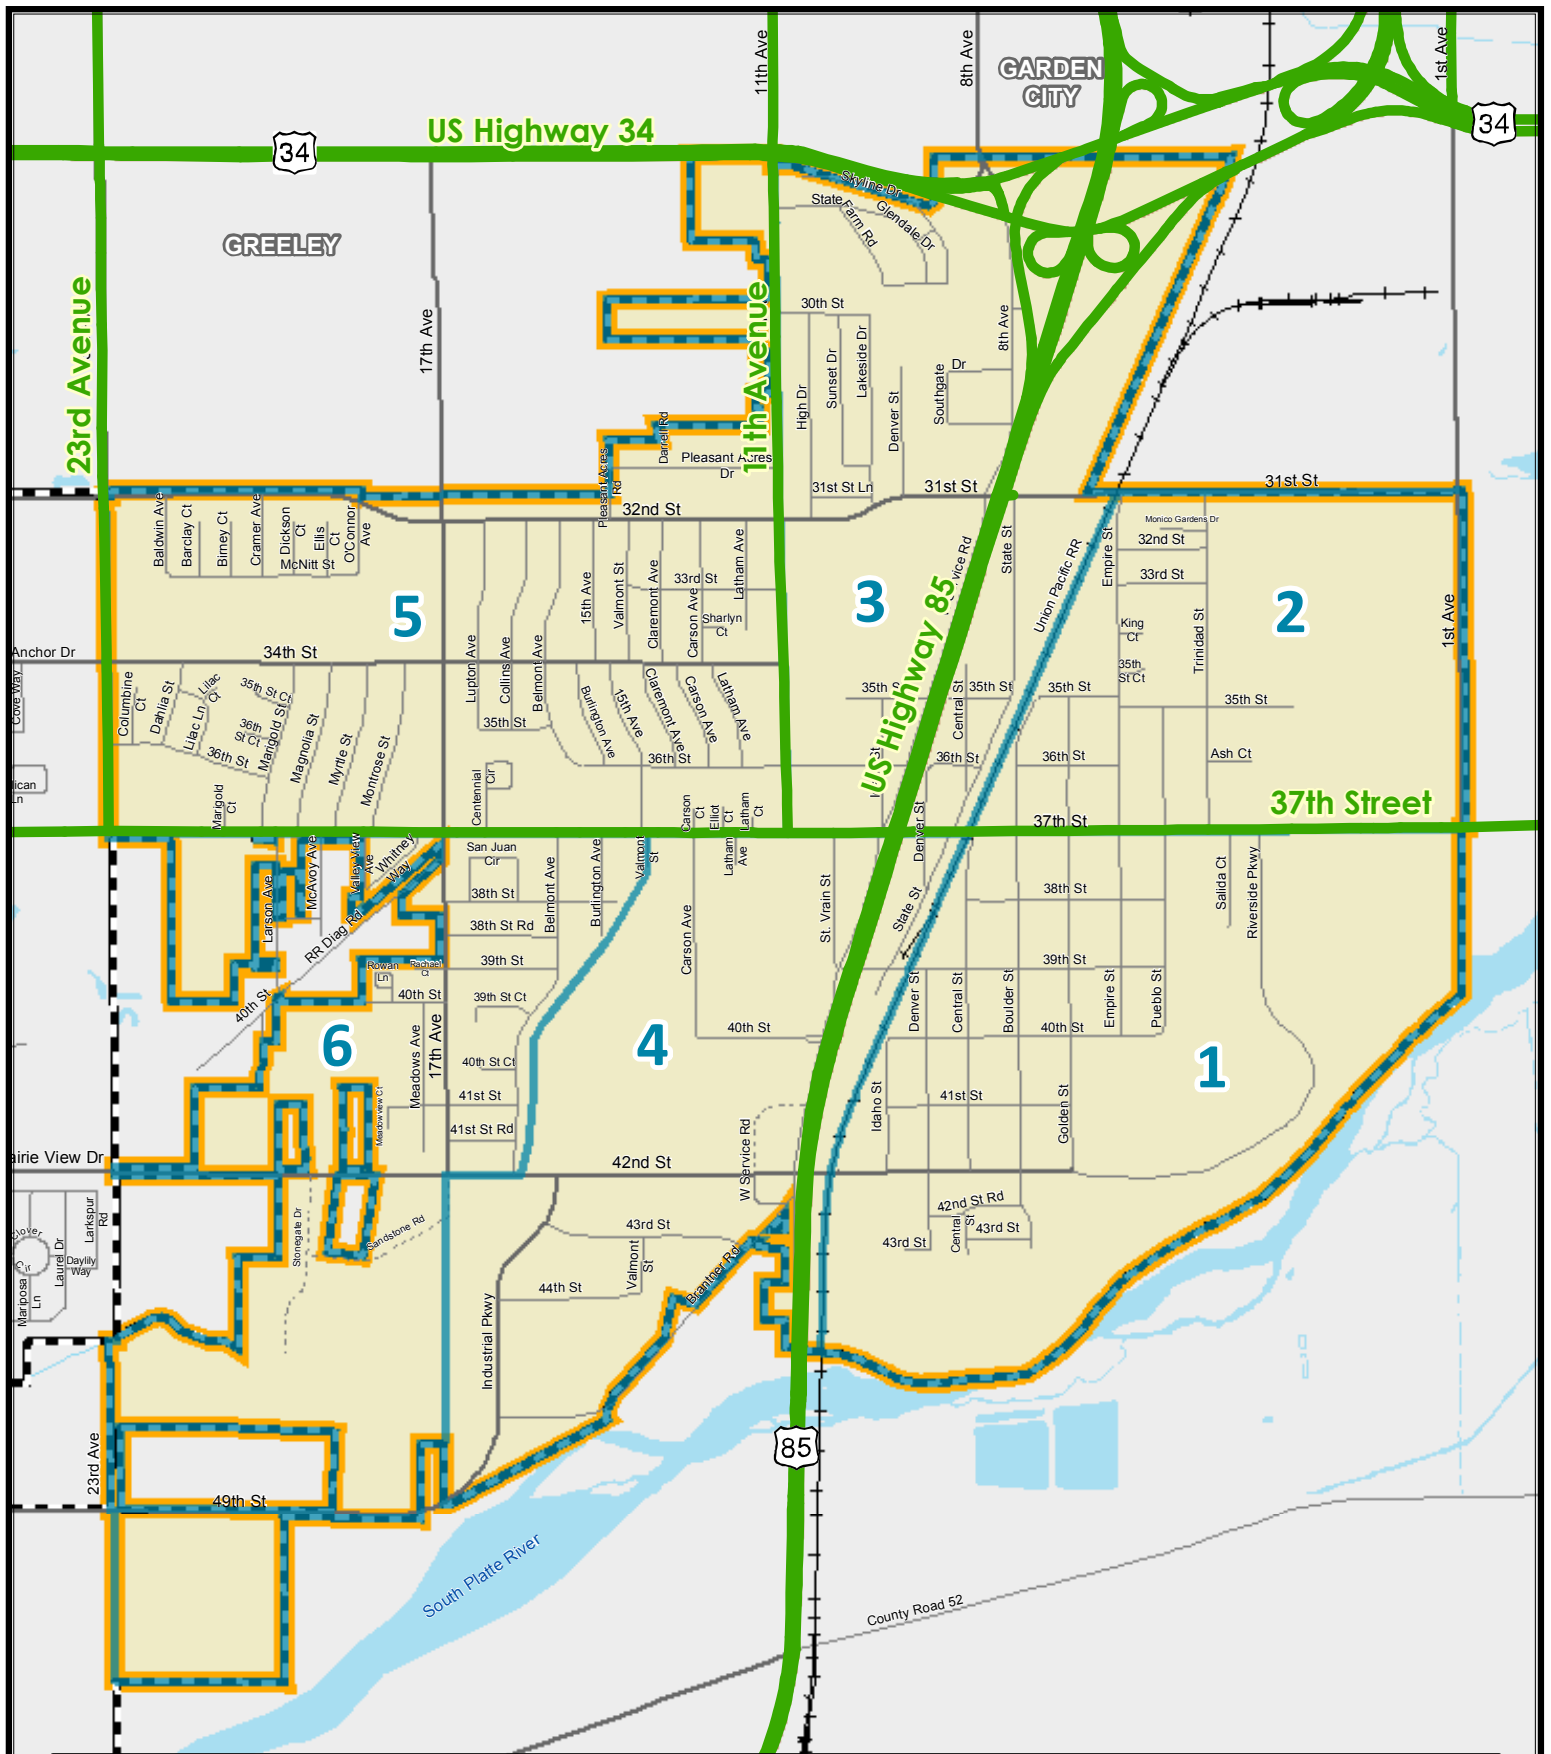 11th Ave
8th Ave
GARDEN
CITY
1st Ave
34
US Highway 34
34
Skyline Dr
State
Farm Rd
Glendale Dr
GREELEY
23rd Avenue
17th Ave
11th Avenue
30th St
8th Ave
High Dr
Sunset Dr
Lakeside Dr
Denver St
Southgate
Dr
Darrell Rd
Pleasant Acres
Dr
Pleasant Acres
Rd
31st St Ln
31st St
31st St
32nd St
Baldwin Ave
Barclay Ct
Birney Ct
Cramer Ave
Dickson
Ct
Ellis
Ct
O'Connor
Ave
McNitt St
Monico Gardens Dr
32nd St
33rd St
State St
Union Pacific RR
Empire St
King
Ct
35th
St Ct
Trinidad St
1st Ave
5
3
2
15th Ave
Valmont St
Claremont Ave
33rd St
Carson Ave
Latham Ave
Sharlyn
Ct
US Highway 85
Anchor Dr
34th St
Cove Way
Columbine
Ct
Dahlia St
Lilac
Ct
Lilac Ln
35th St Ct
36th
St Ct
36th St
Marigold St
Magnolia St
Myrtle St
Montrose St
Marigold
Ct
Lupton Ave
Collins Ave
Belmont Ave
35th St
Burlington Ave
15th Ave
Claremont Ave
Carson Ave
Latham Ave
36th St
35th St
Central St
35th St
35th St
35th St
36th St
36th St
Ash Ct
lican
Ln
Centennial
Cir
Carson
Ct
Elliot
Ct
Latham
Ct
37th Street
37th St
Denver St
Larson Ave
McAvoy Ave
Valley View
Ave
Whitney
Way
RR Diag Rd
San Juan
Cir
38th St
38th St Rd
39th St
Belmont Ave
Burlington Ave
Valmont
St
Latham
Ave
Carson Ave
St. Vrain St
State St
38th St
Salida Ct
Riverside Pkwy
39th St
Rowan
Ln
Rachael
Ct
40th St
40th St
39th St Ct
40th St
Denver St
Central St
Boulder St
40th St
Empire St
Pueblo St
6
4
1
Meadows Ave
17th Ave
40th St Ct
41st St
41st St Rd
Meadowview Ct
Idaho St
41st St
Golden St
airie View Dr
42nd St
W Service Rd
Larkspur
Rd
Clover
Cir
Laurel Dr
Daylily
Way
Mariposa
Ln
Stonegate Dr
Sandstone Rd
43rd St
Valmont
St
44th St
Brantner Rd
42nd St Rd
Central
St
43rd St
43rd St
Industrial Pkwy
23rd Ave
49th St
85
South Platte River
County Road 52